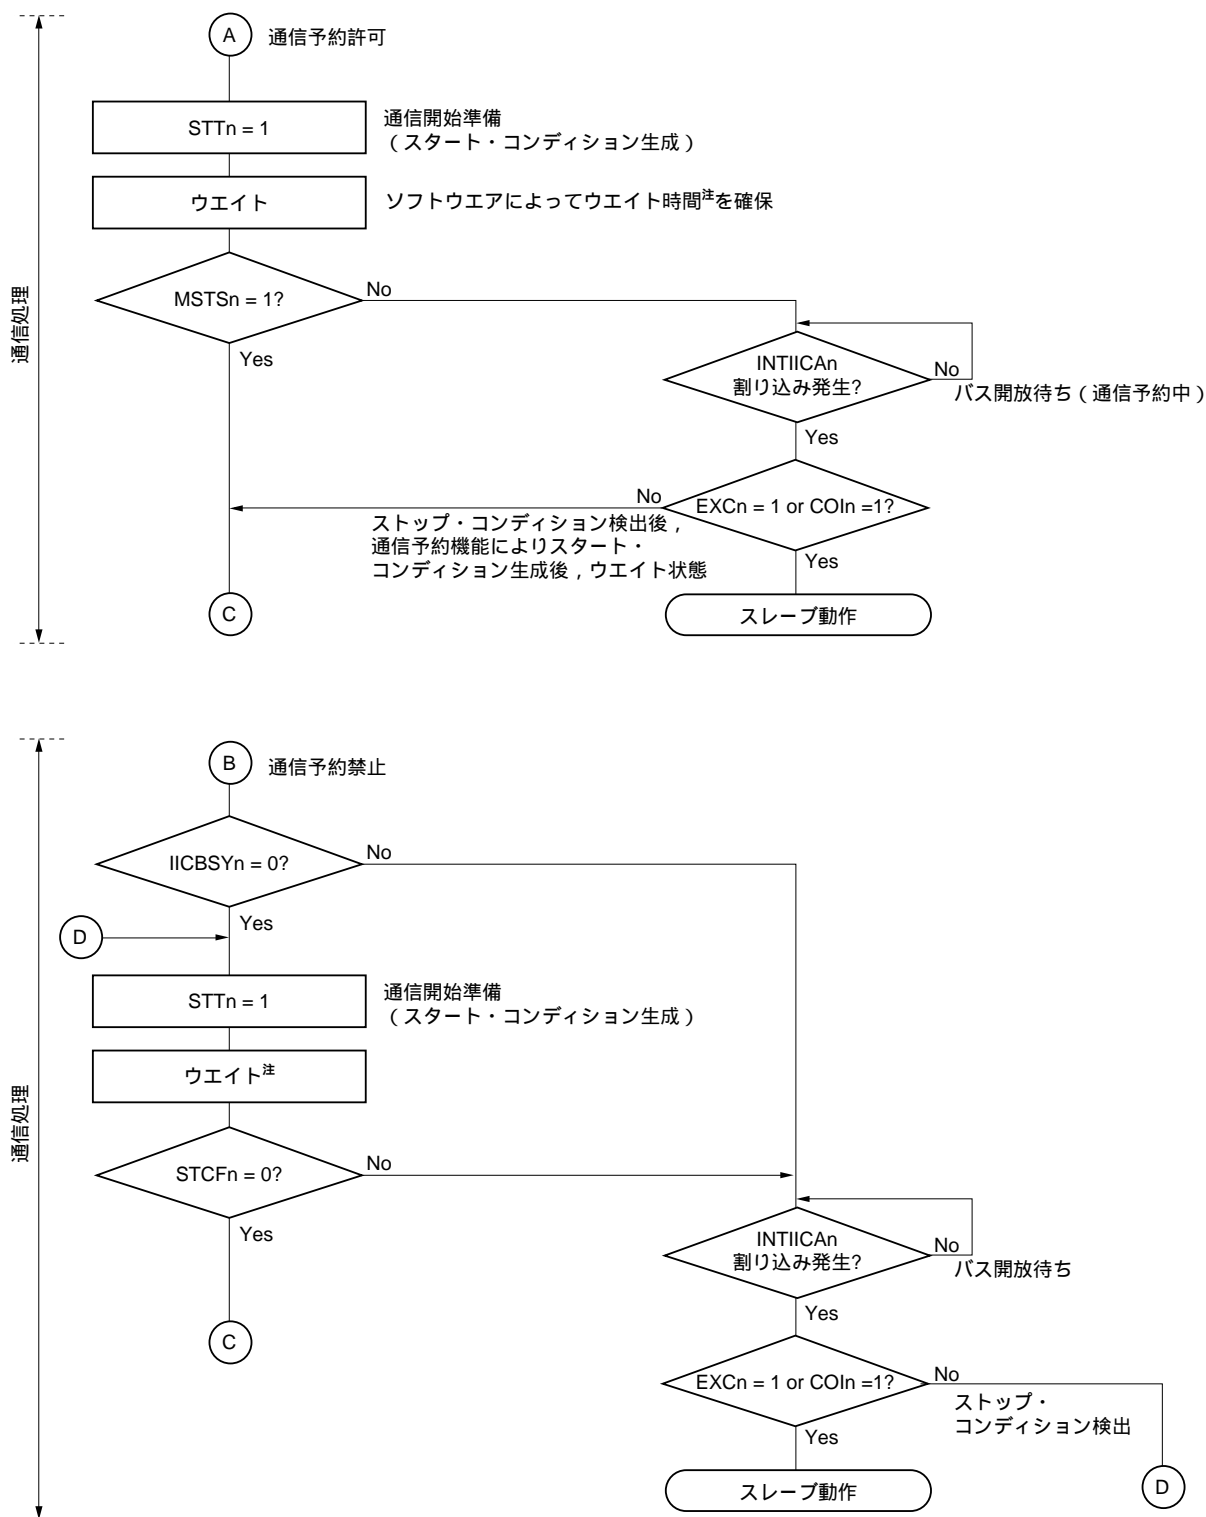 A 通信予約許可
STTn = 1
通信開始準備
（スタート・コンディション生成）
ウエイト
ソフトウエアによってウエイト時間注を確保
MSTSn = 1?
No
Yes
INTIICAn
割り込み発生?
No
バス開放待ち（通信予約中）
Yes
EXCn = 1 or COIn =1?
No
ストップ・コンディション検出後，
通信予約機能によりスタート・
コンディション生成後，ウエイト状態
Yes
C
スレーブ動作
通信処理
B 通信予約禁止
IICBSYn = 0?
No
Yes
D
STTn = 1
通信開始準備
（スタート・コンディション生成）
ウエイト注
STCFn = 0?
No
Yes
INTIICAn
割り込み発生?
No
バス開放待ち
Yes
C
EXCn = 1 or COIn =1?
No
ストップ・
コンディション検出
Yes
スレーブ動作
D
通信処理